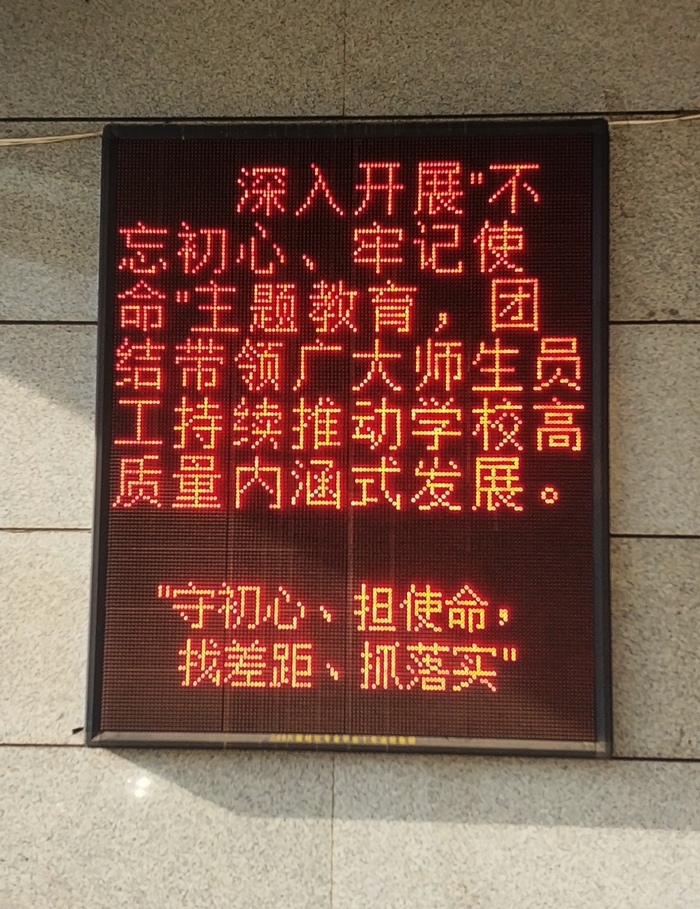 深入开展"不
忘初心、牢记使
命"主题教育，团
结带领广大师生员
工持续推动学校高
质量内涵式发展。
"守初心、担使命，
找差距、抓落实"